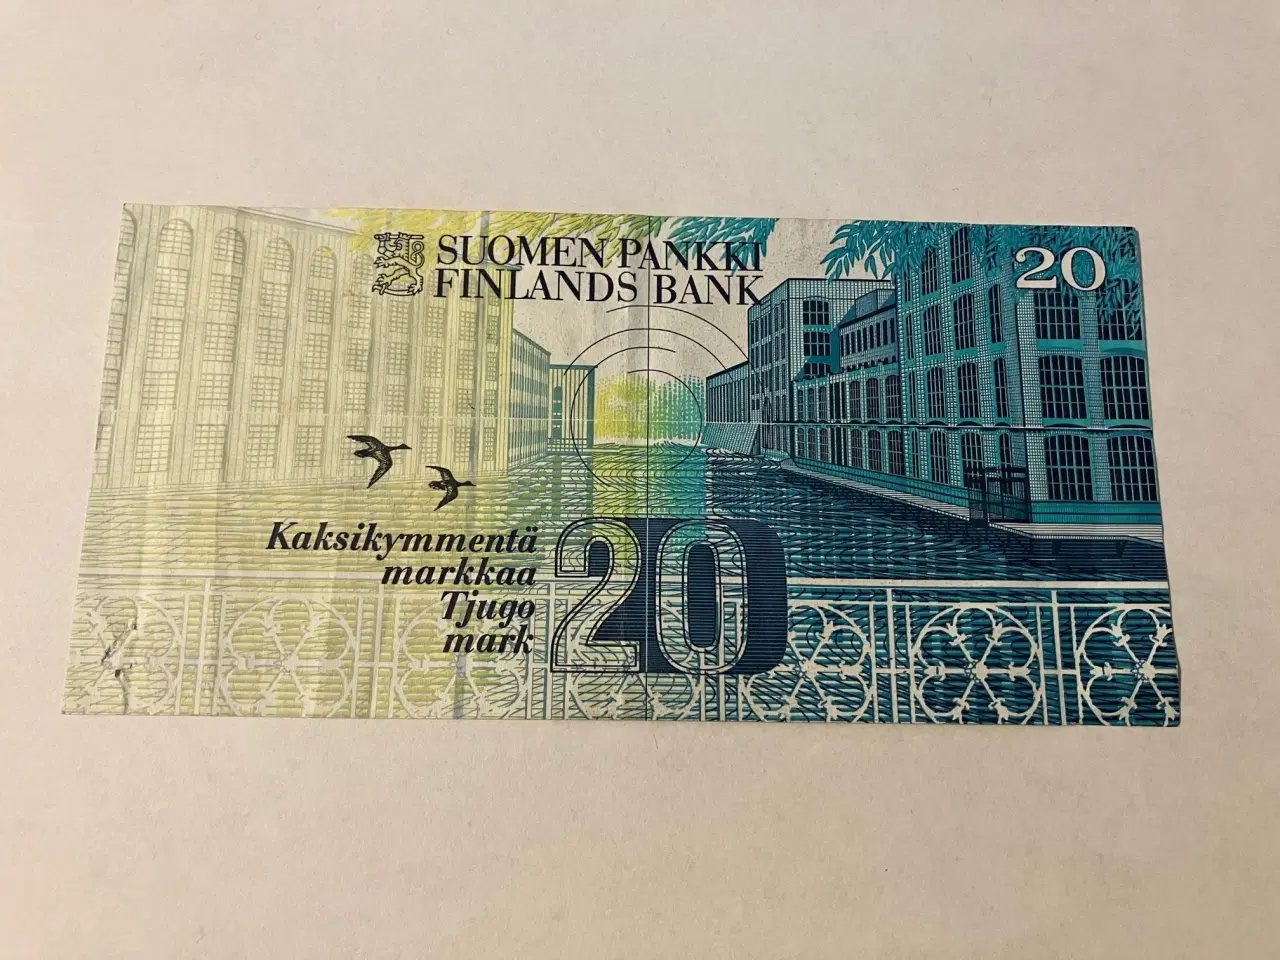 SUOMEN PANKKI
FINLANDS BANK
20
Kaksikymmentä
markkaa
Tjugo
mark
20